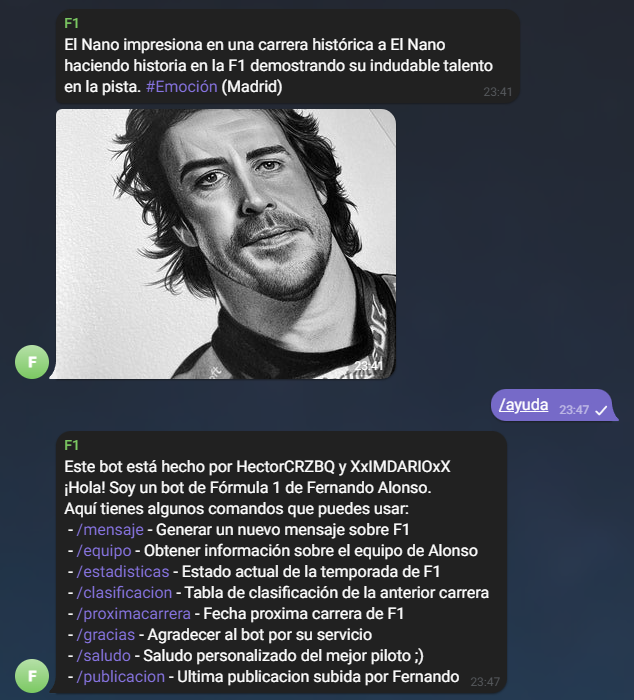 F1
El Nano impresiona en una carrera histórica a El Nano
haciendo historia en la F1 demostrando su indudable talento
en la pista. #Emoción (Madrid)
23:41
23:41
F
/ayuda 23:47
F1
Este bot está hecho por HectorCRZBQ y XxIMDARIOxX
¡Hola! Soy un bot de Fórmula 1 de Fernando Alonso.
Aquí tienes algunos comandos que puedes usar:
- /mensaje - Generar un nuevo mensaje sobre F1
- /equipo - Obtener información sobre el equipo de Alonso
- /estadisticas - Estado actual de la temporada de F1
- /clasificacion - Tabla de clasificación de la anterior carrera
- /proximacarrera - Fecha proxima carrera de F1
- /gracias - Agradecer al bot por su servicio
- /saludo - Saludo personalizado del mejor piloto ;)
- /publicacion - Ultima publicacion subida por Fernando
23:47
F